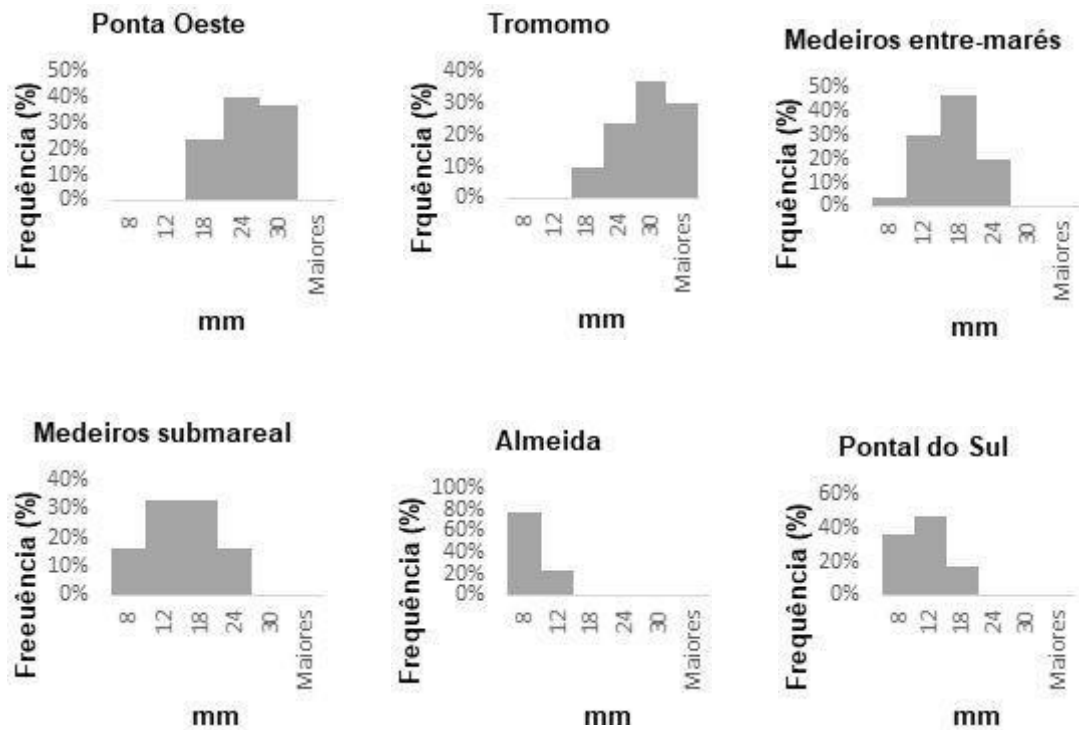 Ponta Oeste
Frequência (%)
50%
40%
30%
20%
10%
0%
8
12
18
24
30
Maiores
mm
Tromomo
Frquência (%)
40%
30%
20%
10%
0%
8
12
18
24
30
Maiores
mm
Medeiros entre-marés
Frquência (%)
50%
40%
30%
20%
10%
0%
8
12
18
24
30
Maiores
mm
Medeiros submareal
Freeuência (%)
40%
30%
20%
10%
0%
8
12
18
24
30
Maiores
mm
Almeida
Frequência (%)
100%
80%
60%
40%
20%
0%
8
12
18
24
30
Maiores
mm
Pontal do Sul
Frequência (%)
60%
40%
20%
0%
8
12
18
24
30
Maiores
mm